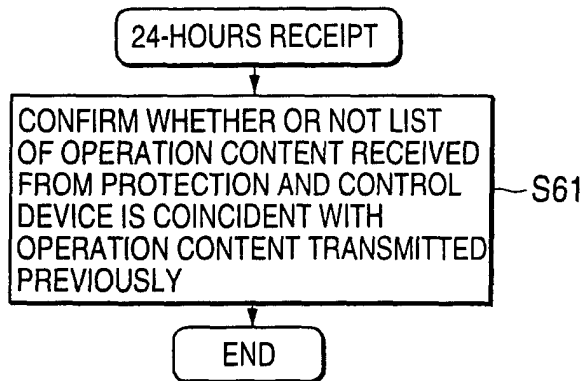 24-HOURS RECEIPT
CONFIRM WHETHER OR NOT LIST
OF OPERATION CONTENT RECEIVED
FROM PROTECTION AND CONTROL
DEVICE IS COINCIDENT WITH
OPERATION CONTENT TRANSMITTED
PREVIOUSLY
S61
END